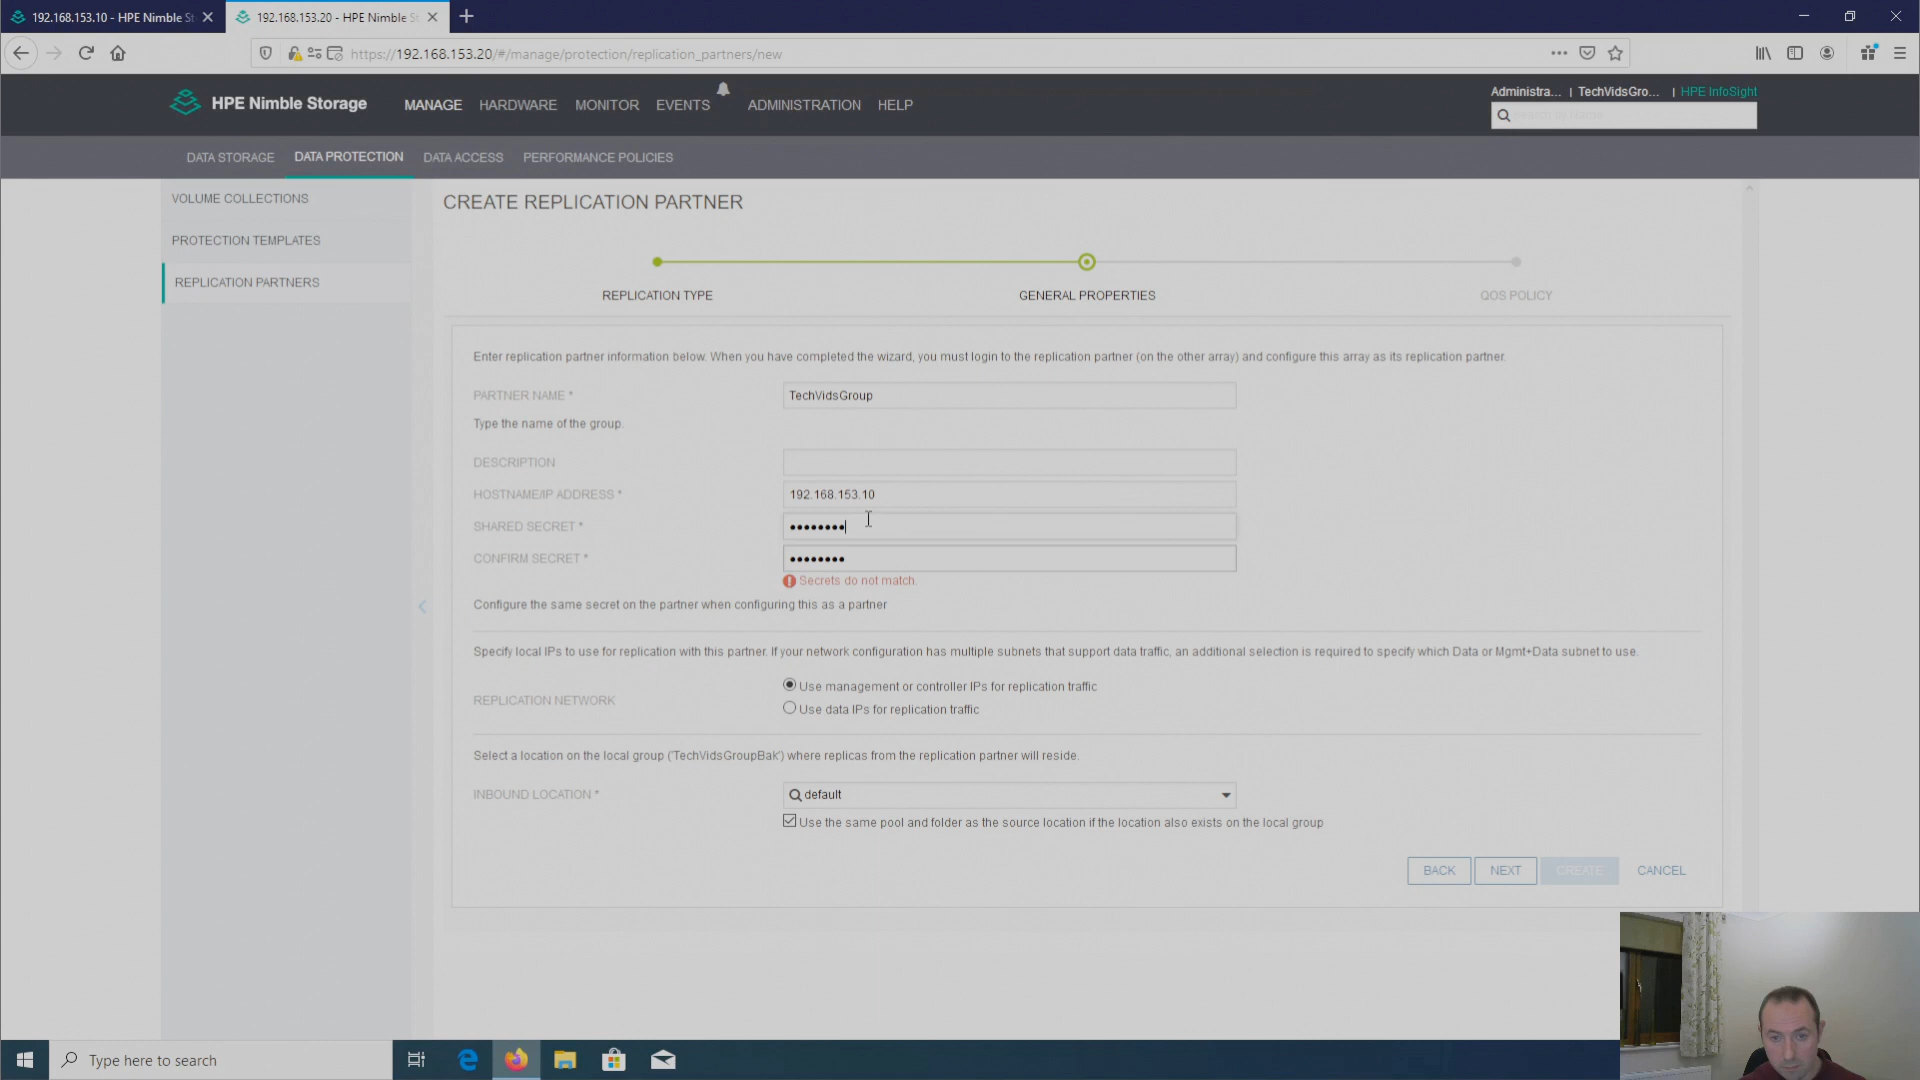 192.168.153.10 - HPE Nimble St
192.168.153.20 - HPE Nimble S
https://192.168.153.20/#/manage/protection/replication_partners/new
HPE Nimble Storage
MANAGE
HARDWARE
MONITOR
EVENTS
ADMINISTRATION
HELP
Administra... | TechVidsGro... | HPE InfoSight
DATA STORAGE
DATA PROTECTION
DATA ACCESS
PERFORMANCE POLICIES
VOLUME COLLECTIONS
PROTECTION TEMPLATES
REPLICATION PARTNERS
CREATE REPLICATION PARTNER
REPLICATION TYPE
GENERAL PROPERTIES
QOS POLICY
Enter replication partner information below. When you have completed the wizard, you must login to the replication partner (on the other array) and configure this array as its replication partner.
PARTNER NAME *
TechVidsGroup
Type the name of the group.
DESCRIPTION
HOSTNAME/IP ADDRESS *
192.168.153.10
SHARED SECRET *
••••••••
CONFIRM SECRET *
••••••••
Secrets do not match.
Configure the same secret on the partner when configuring this as a partner
Specify local IPs to use for replication with this partner. If your network configuration has multiple subnets that support data traffic, an additional selection is required to specify which Data or Mgmt+Data subnet to use.
REPLICATION NETWORK
Use management or controller IPs for replication traffic
Use data IPs for replication traffic
Select a location on the local group ('TechVidsGroupBak') where replicas from the replication partner will reside.
INBOUND LOCATION *
default
Use the same pool and folder as the source location if the location also exists on the local group
BACK
NEXT
CREATE
CANCEL
Type here to search